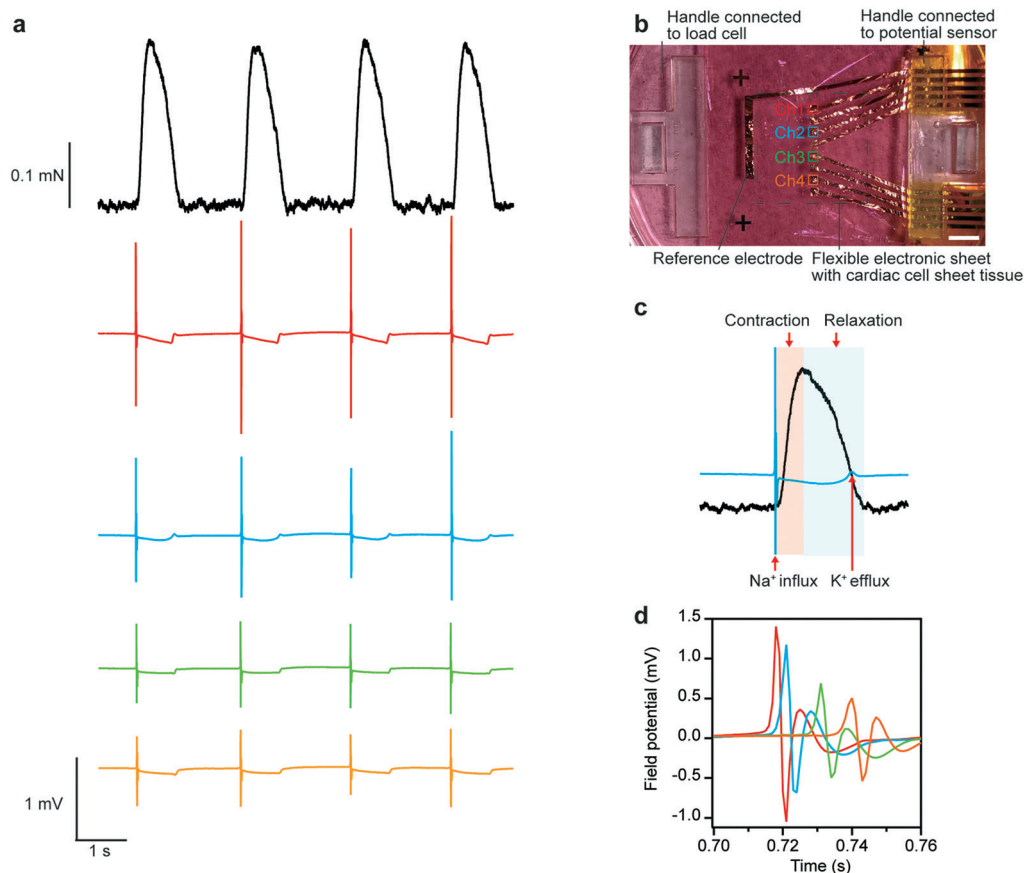 a
0.1 mN
1 mV
1 s
b
Handle connected
to load cell
Handle connected
to potential sensor
Ch1
Ch2
Ch3
Ch4
Reference electrode
Flexible electronic sheet
with cardiac cell sheet tissue
c
Contraction
Relaxation
Na⁺ influx
K⁺ efflux
d
Field potential (mV)
1.5
1.0
0.5
0.0
-0.5
-1.0
0.70
0.72
0.74
0.76
Time (s)